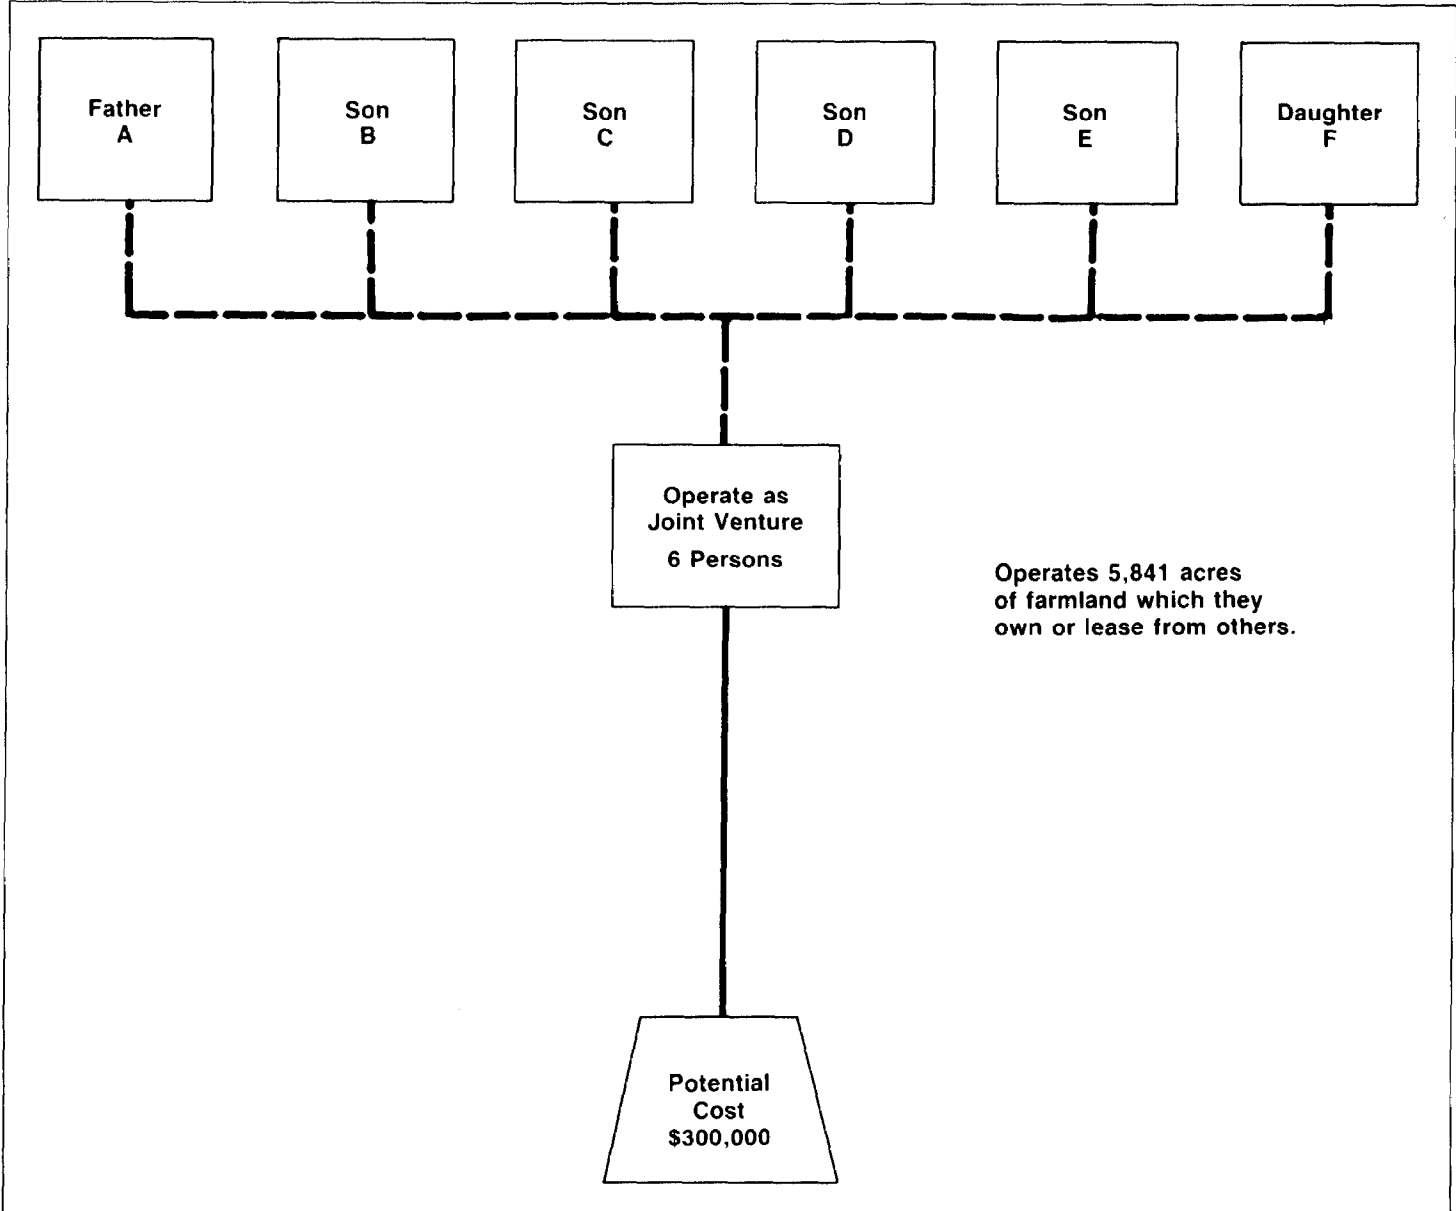 Father
A
Son
B
Son
C
Son
D
Son
E
Daughter
F
Operate as
Joint Venture
6 Persons
Operates 5,841 acres
of farmland which they
own or lease from others.
Potential
Cost
$300,000